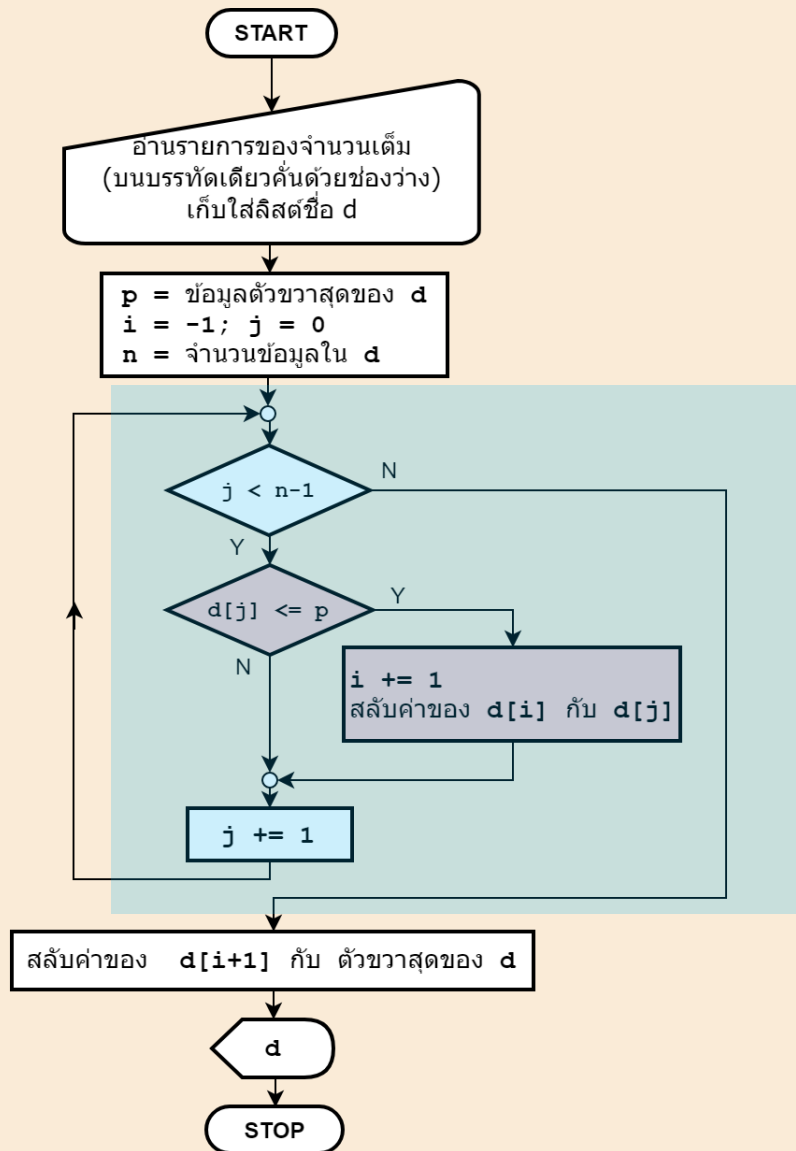 START
อ่านรายการของจำนวนเต็ม
(บนบรรทัดเดียวคั่นด้วยช่องว่าง)
เก็บใส่ลิสต์ชื่อ d
p = ข้อมูลตัวขวาสุดของ d
i = -1; j = 0
n = จำนวนข้อมูลใน d
j < n-1
N
Y
d[j] <= p
Y
N
i += 1
สลับค่าของ d[i] กับ d[j]
j += 1
สลับค่าของ d[i+1] กับ ตัวขวาสุดของ d
d
STOP